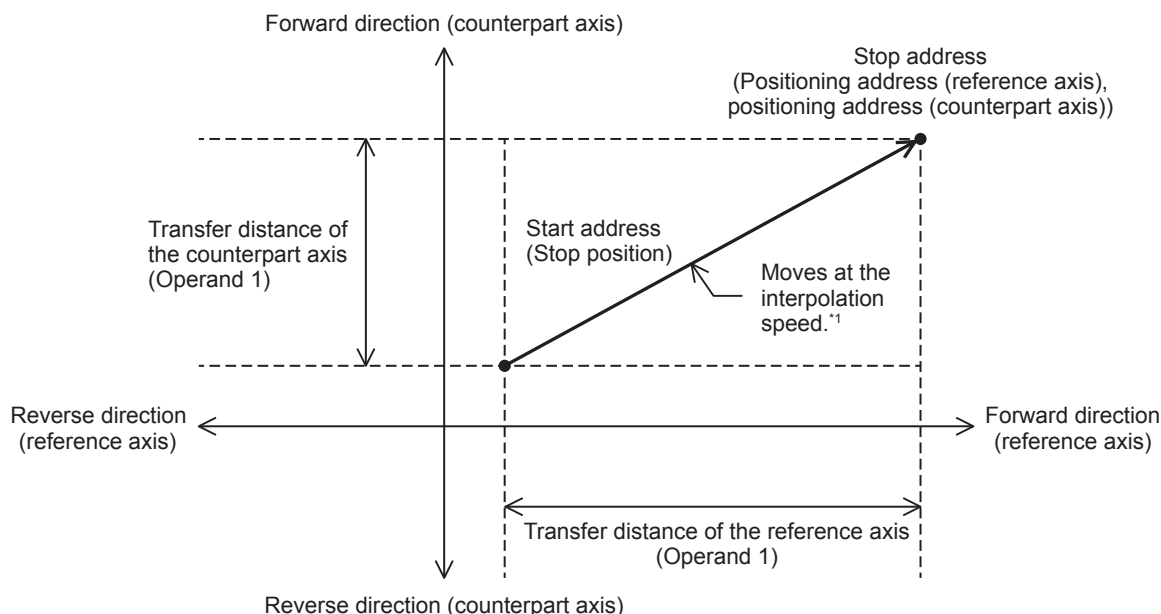 Forward direction (counterpart axis)
Stop address
(Positioning address (reference axis),
positioning address (counterpart axis))
Transfer distance of
the counterpart axis
(Operand 1)
Start address
(Stop position)
Moves at the
interpolation
speed.*1
Reverse direction
(reference axis)
Forward direction
(reference axis)
Transfer distance of the reference axis
(Operand 1)
Reverse direction (counterpart axis)